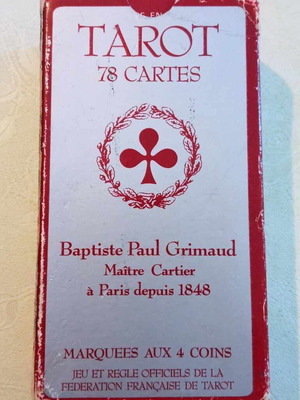 TAROT
78 CARTES
Baptiste Paul Grimaud
Maître Cartier
à Paris depuis 1848
MARQUEES AUX 4 COINS
JEU ET REGLE OFFICIELS DE LA
FEDERATION FRANÇAISE DE TAROT